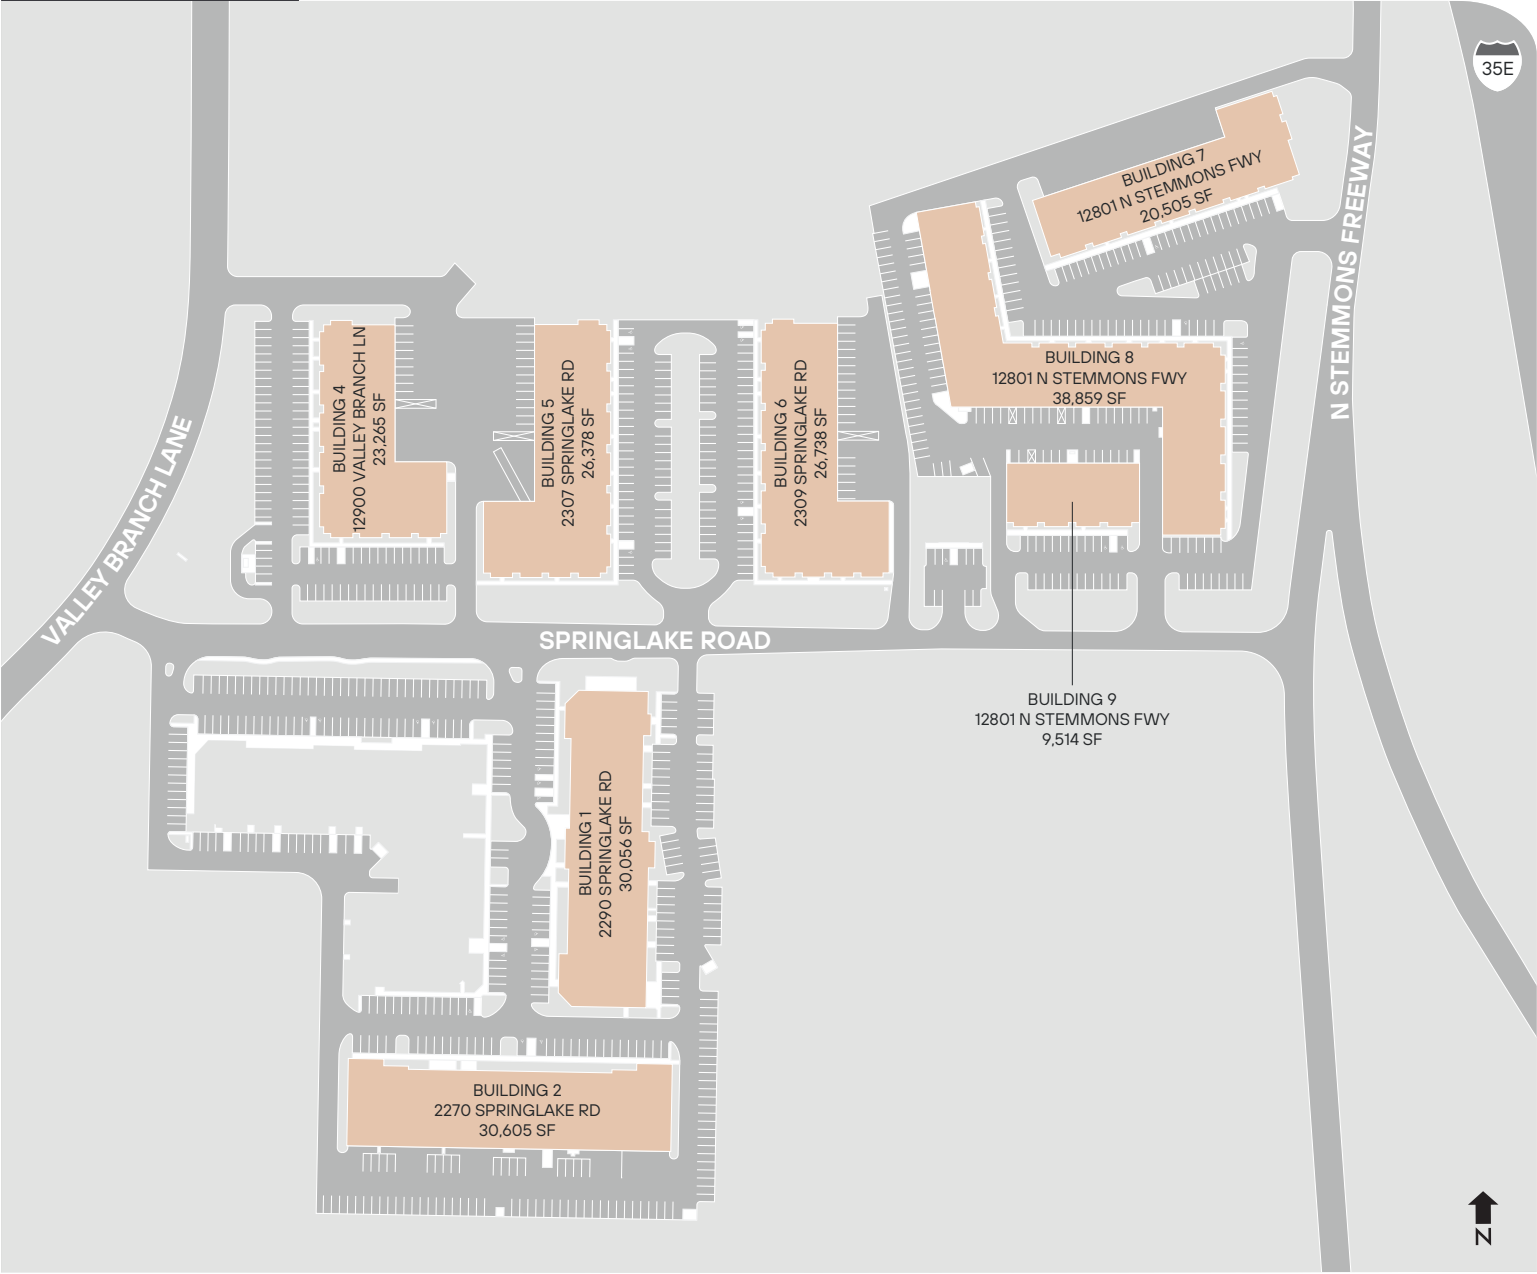 35E
BUILDING 7
12801 N STEMMONS FWY
20,505 SF
N STEMMONS FREEWAY
BUILDING 4
12900 VALLEY BRANCH LN
23,265 SF
BUILDING 5
2307 SPRINGLAKE RD
26,378 SF
BUILDING 6
2309 SPRINGLAKE RD
26,738 SF
BUILDING 8
12801 N STEMMONS FWY
38,859 SF
VALLEY BRANCH LANE
SPRINGLAKE ROAD
BUILDING 9
12801 N STEMMONS FWY
9,514 SF
BUILDING 1
2290 SPRINGLAKE RD
30,056 SF
BUILDING 2
2270 SPRINGLAKE RD
30,605 SF
N